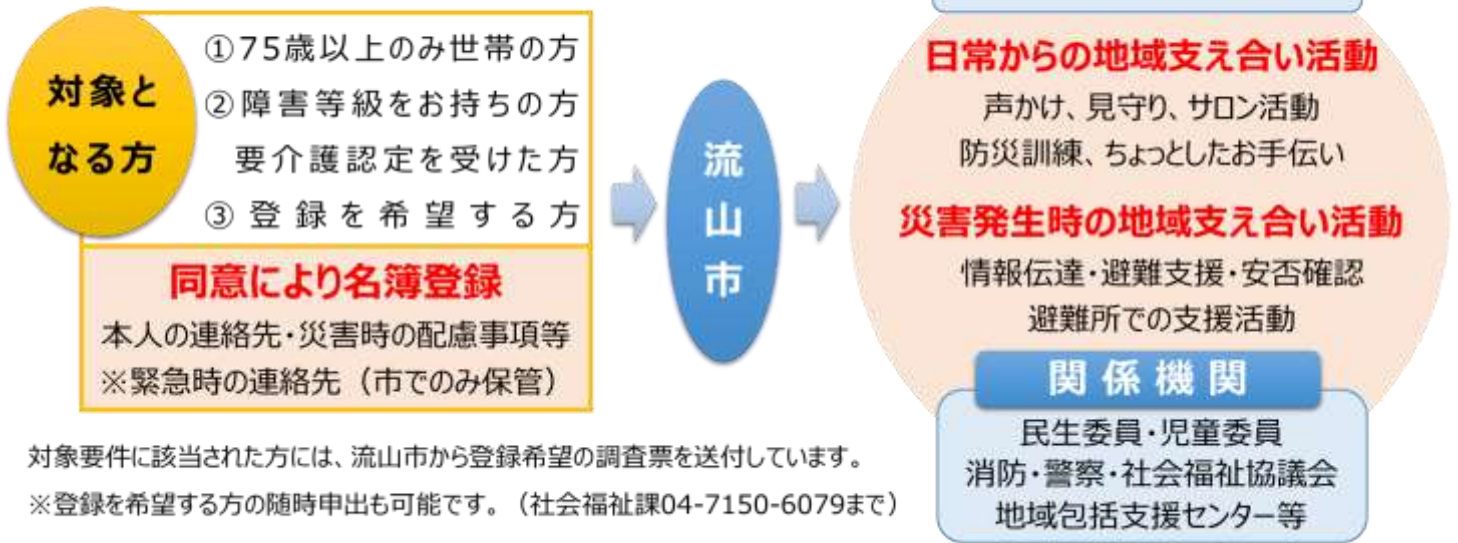 対象と
なる方
①75歳以上のみ世帯の方
②障害等級をお持ちの方
要介護認定を受けた方
③登録を希望する方
同意により名簿登録
本人の連絡先・災害時の配慮事項等
※緊急時の連絡先（市でのみ保管）
流山市
日常からの地域支え合い活動
声かけ、見守り、サロン活動
防災訓練、ちょっとしたお手伝い
災害発生時の地域支え合い活動
情報伝達・避難支援・安否確認
避難所での支援活動
関係機関
民生委員・児童委員
消防・警察・社会福祉協議会
地域包括支援センター等
対象要件に該当された方には、流山市から登録希望の調査票を送付しています。
※登録を希望する方の随時申出も可能です。（社会福祉課04-7150-6079まで）